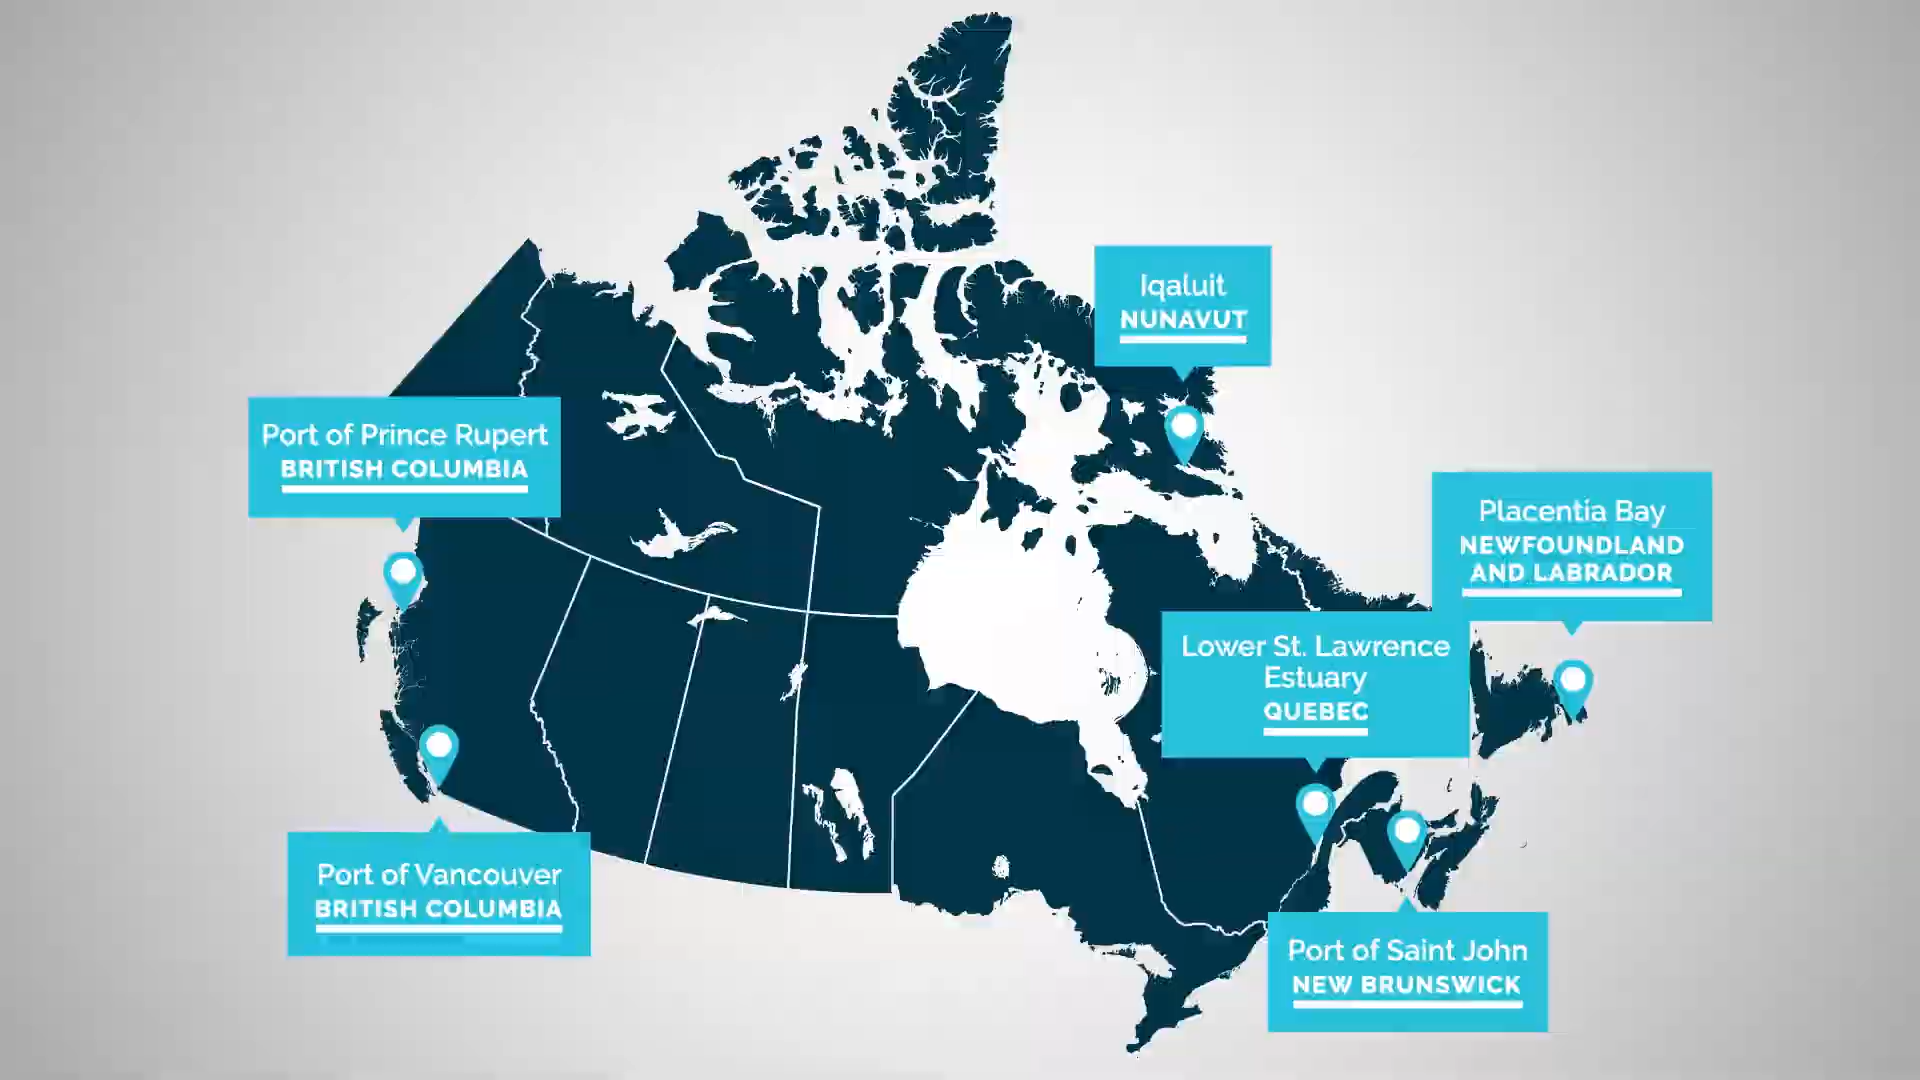 Iqaluit
NUNAVUT
Port of Prince Rupert
BRITISH COLUMBIA
Placentia Bay
NEWFOUNDLAND
AND LABRADOR
Lower St. Lawrence
Estuary
QUEBEC
Port of Vancouver
BRITISH COLUMBIA
Port of Saint John
NEW BRUNSWICK